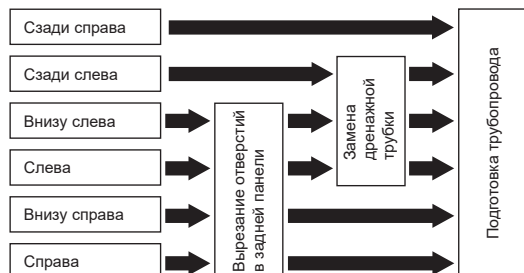 Сзади справа
Сзади слева
Внизу слева
Слева
Внизу справа
Справа
Вырезание отверстий
в задней панели
Замена
дренажной
трубки
Подготовка трубопровода